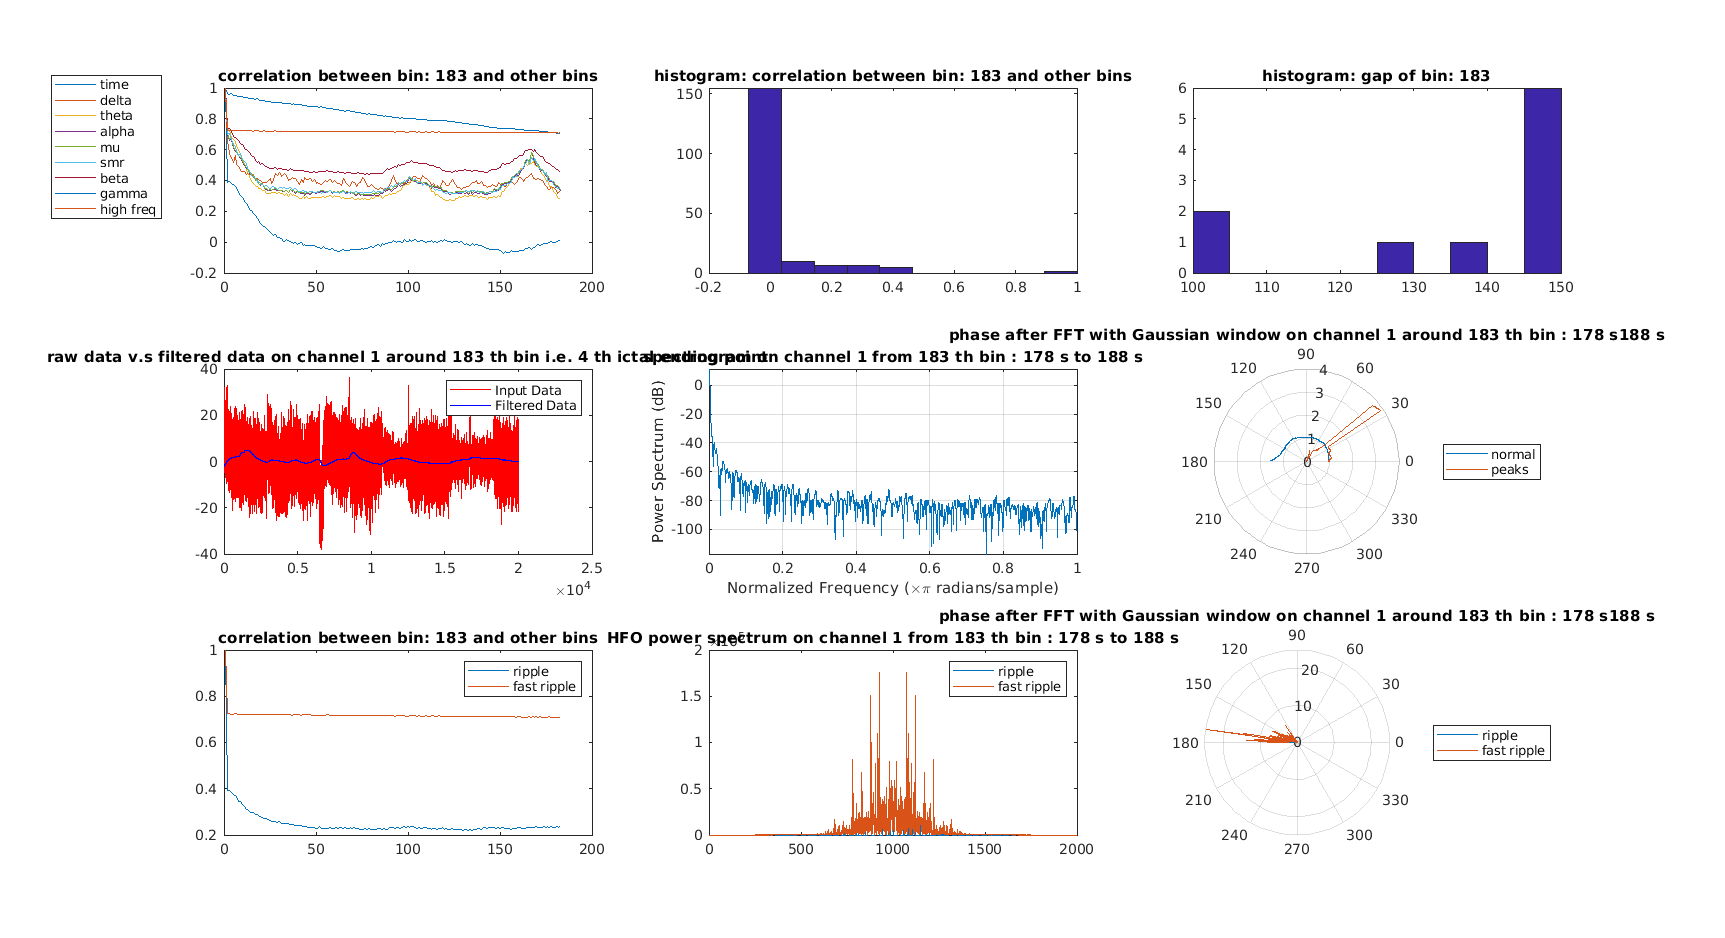 correlation between bin: 183 and other bins
histogram: correlation between bin: 183 and other bins
histogram: gap of bin: 183
time
delta
theta
alpha
mu
smr
beta
gamma
high freq
1
0.8
0.6
0.4
0.2
0
-0.2
0 50 100 150 200
150
100
50
0
-0.2 0 0.2 0.4 0.6 0.8 1
6
5
4
3
2
1
0
100 110 120 130 140 150
raw data v.s filtered data on channel 1 around 183 th bin i.e. 4 th ictal ending point
spectrogram on channel 1 from 183 th bin : 178 s to 188 s
phase after FFT with Gaussian window on channel 1 around 183 th bin : 178 s188 s
Input Data
Filtered Data
40
20
0
-20
-40
0 0.5 1 1.5 2 2.5
×10^4
Power Spectrum (dB)
0
-20
-40
-60
-80
-100
0 0.2 0.4 0.6 0.8 1
Normalized Frequency (×π radians/sample)
90
120 4 60
3
150 2 30
1
180 0 0
210 330
240 300
270
normal
peaks
correlation between bin: 183 and other bins
HFO power spectrum on channel 1 from 183 th bin : 178 s to 188 s
phase after FFT with Gaussian window on channel 1 around 183 th bin : 178 s188 s
ripple
fast ripple
1
0.8
0.6
0.4
0.2
0 50 100 150 200
ripple
fast ripple
2
1.5
1
0.5
0
0 500 1000 1500 2000
90
120 60
20
150 30
10
180 0 0
210 330
240 300
270
ripple
fast ripple